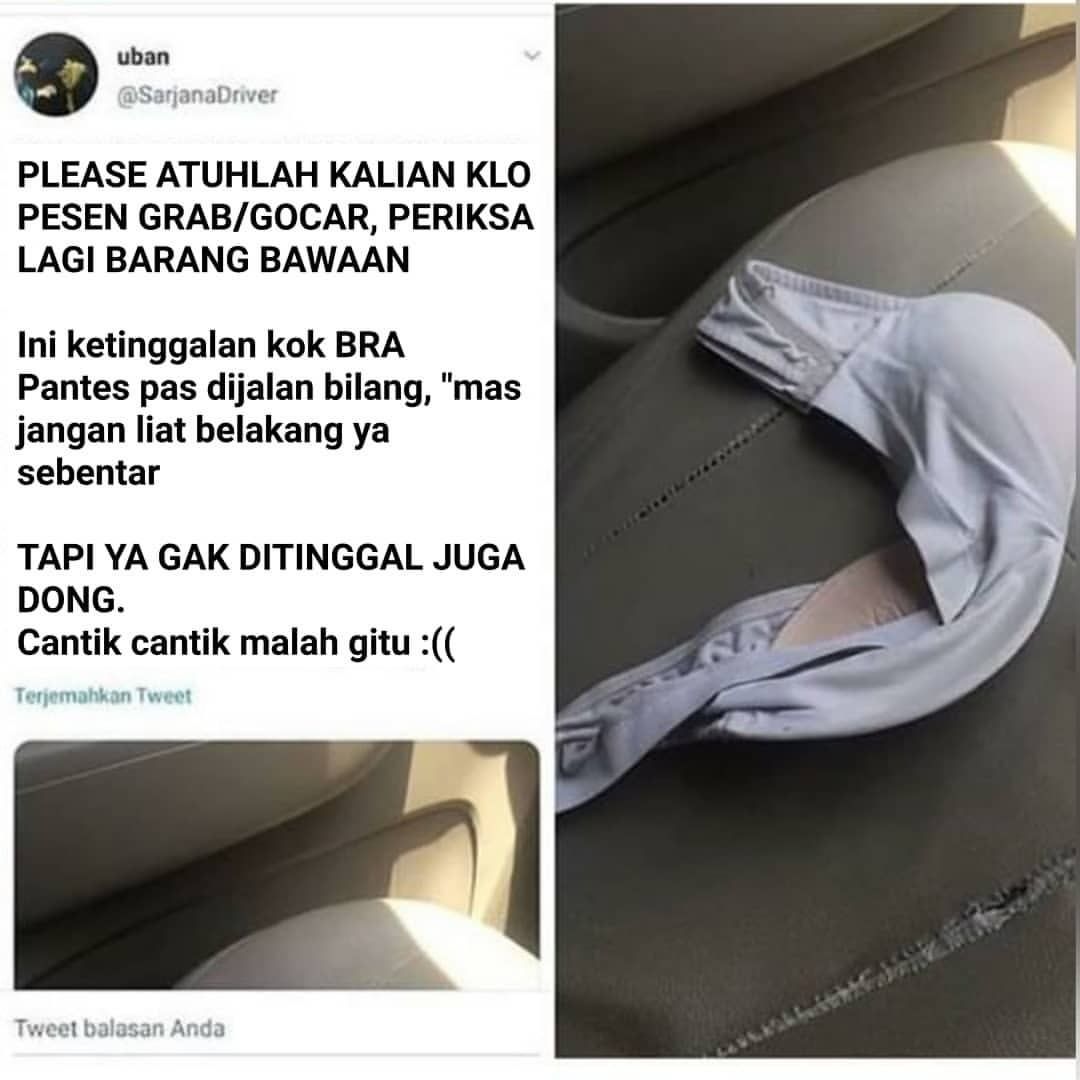 uban
@SarjanaDriver
PLEASE ATUHLAH KALIAN KLO
PESEN GRAB/GOCAR, PERIKSA
LAGI BARANG BAWAAN
Ini ketinggalan kok BRA
Pantes pas dijalan bilang, "mas
jangan liat belakang ya
sebentar
TAPI YA GAK DITINGGAL JUGA
DONG.
Cantik cantik malah gitu :((
Terjemahkan Tweet
Tweet balasan Anda